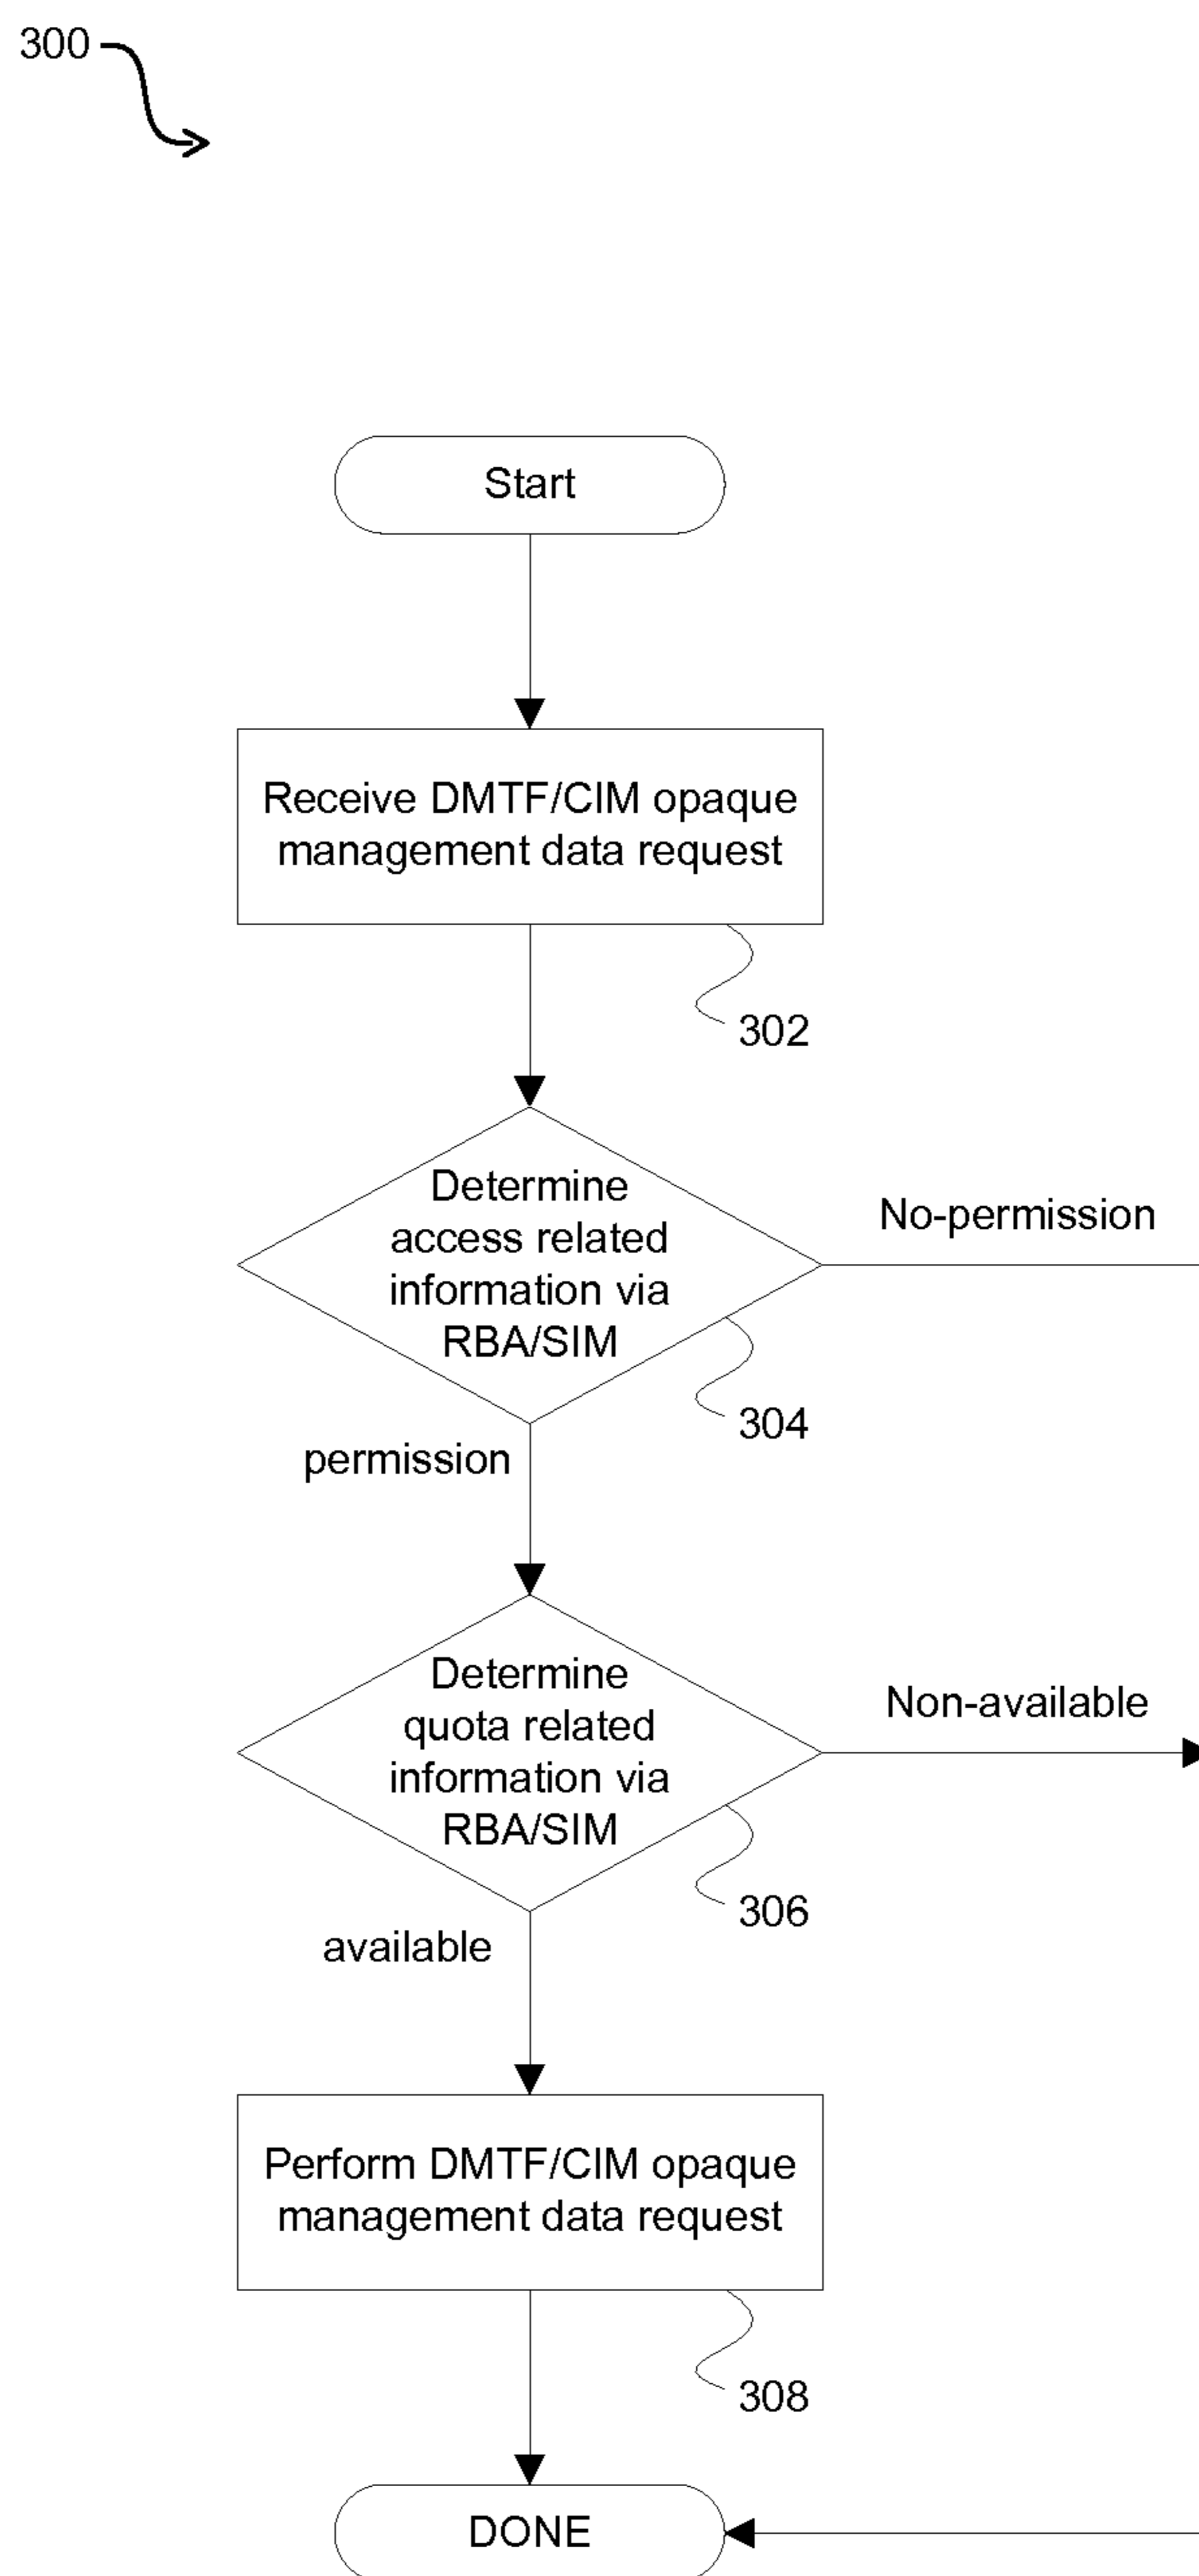 300
Start
Receive DMTF/CIM opaque
management data request
302
Determine
access related
information via
RBA/SIM
No-permission
304
permission
Determine
quota related
information via
RBA/SIM
Non-available
306
available
Perform DMTF/CIM opaque
management data request
308
DONE